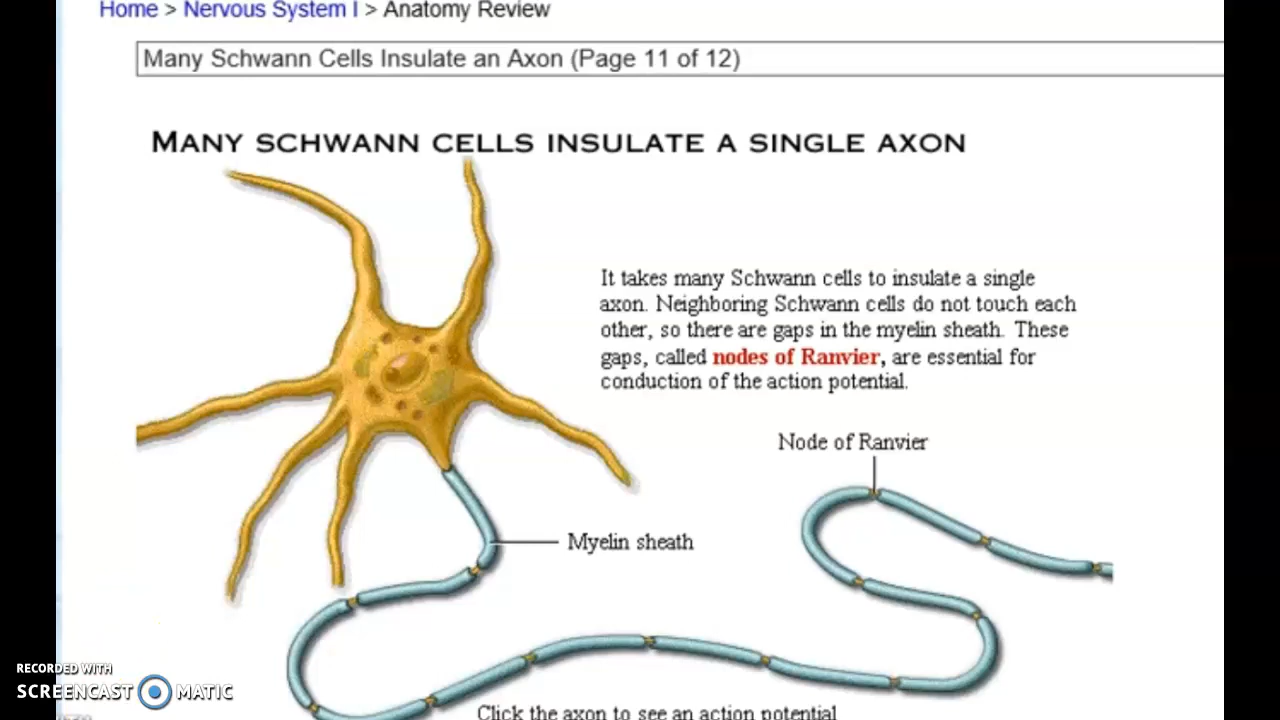 Home > Nervous System I > Anatomy Review
Many Schwann Cells Insulate an Axon (Page 11 of 12)
MANY SCHWANN CELLS INSULATE A SINGLE AXON
It takes many Schwann cells to insulate a single
axon. Neighboring Schwann cells do not touch each
other, so there are gaps in the myelin sheath. These
gaps, called nodes of Ranvier, are essential for
conduction of the action potential.
Node of Ranvier
Myelin sheath
RECORDED WITH
SCREENCAST MATIC
Click the axon to see an action potential